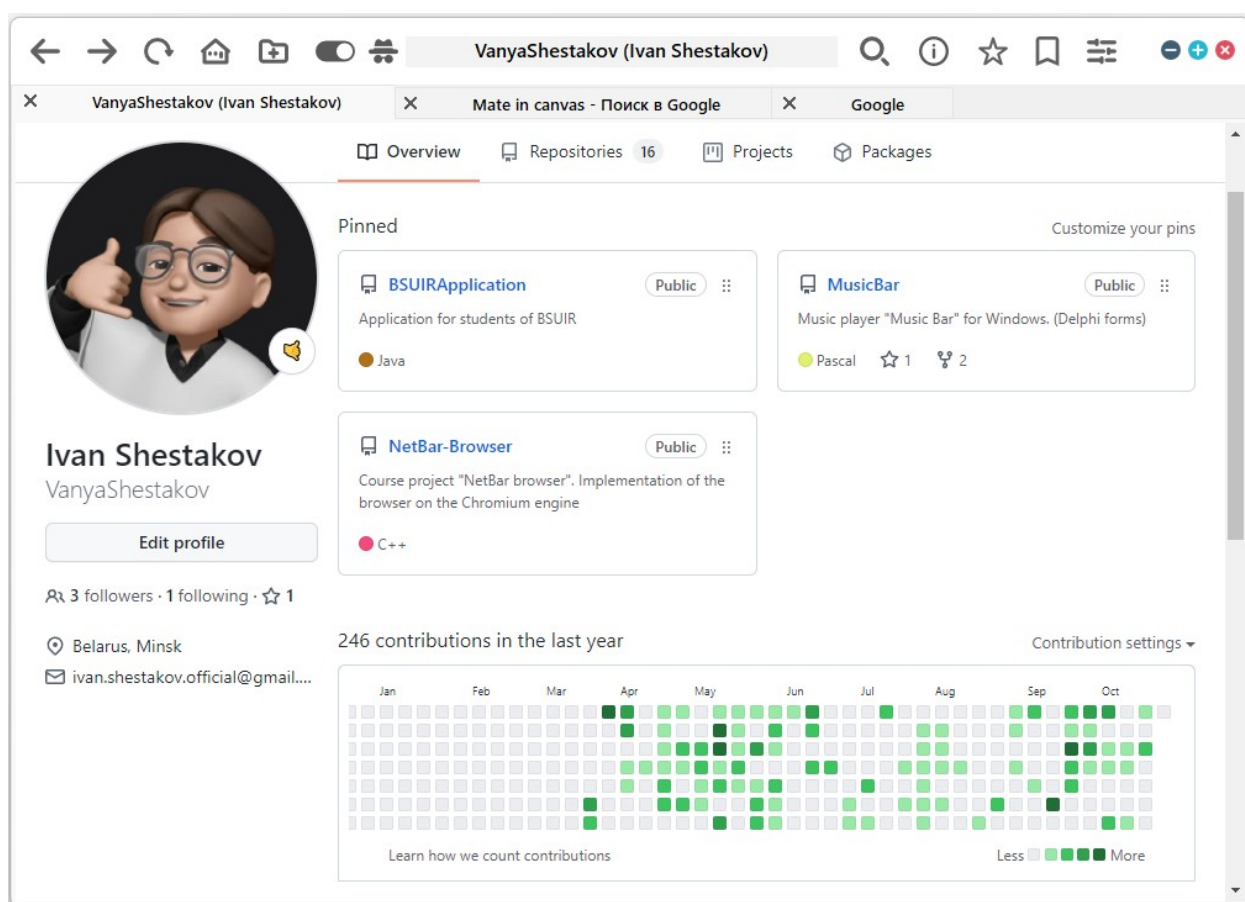 VanyaShestakov (Ivan Shestakov)
VanyaShestakov (Ivan Shestakov)
Mate in canvas - Поиск в Google
Google
Overview
Repositories 16
Projects
Packages
Pinned
Customize your pins
BSUIRApplication
Public
Application for students of BSUIR
Java
MusicBar
Public
Music player "Music Bar" for Windows. (Delphi forms)
Pascal 1 2
NetBar-Browser
Public
Course project "NetBar browser". Implementation of the
browser on the Chromium engine
C++
Ivan Shestakov
VanyaShestakov
Edit profile
3 followers · 1 following · 1
Belarus, Minsk
ivan.shestakov.official@gmail....
246 contributions in the last year
Contribution settings
Jan Feb Mar Apr May Jun Jul Aug Sep Oct
Learn how we count contributions
Less More